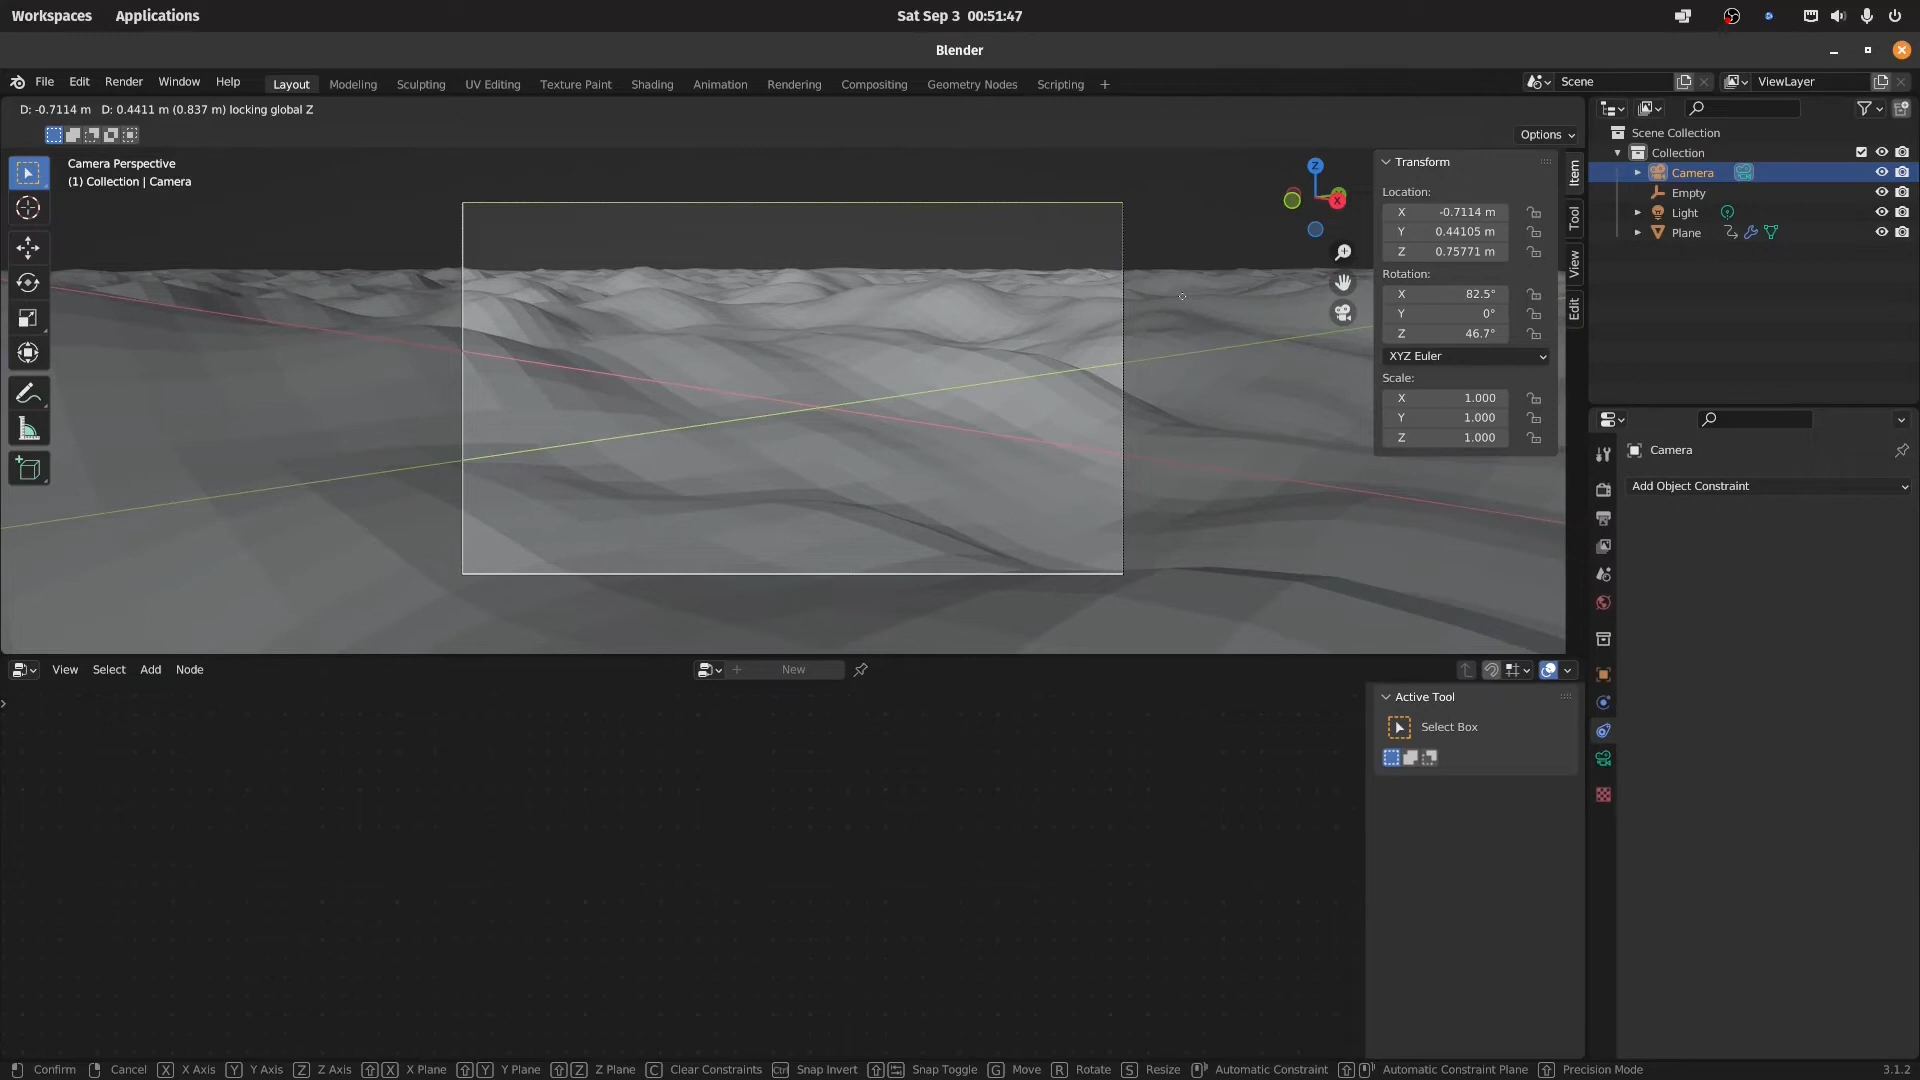 Workspaces Applications Sat Sep 3 00:51:47
Blender
File Edit Render Window Help Layout Modeling Sculpting UV Editing Texture Paint Shading Animation Rendering Compositing Geometry Nodes Scripting + Scene ViewLayer
D: -0.7114 m D: 0.4411 m (0.837 m) locking global Z
Options
Camera Perspective
(1) Collection | Camera
Z
X
Transform
Location:
X -0.7114 m
Y 0.44105 m
Z 0.75771 m
Rotation:
X 82.5°
Y 0°
Z 46.7°
XYZ Euler
Scale:
X 1.000
Y 1.000
Z 1.000
Item
Tool
View
Edit
Scene Collection
Collection
Camera
Empty
Light
Plane
Camera
Add Object Constraint
View Select Add Node + New
Active Tool
Select Box
Confirm Cancel X X Axis Y Y Axis Z Z Axis X X Plane Y Y Plane Z Z Plane C Clear Constraints Ctrl Snap Invert Snap Toggle G Move R Rotate S Resize Automatic Constraint Automatic Constraint Plane Precision Mode 3.1.2